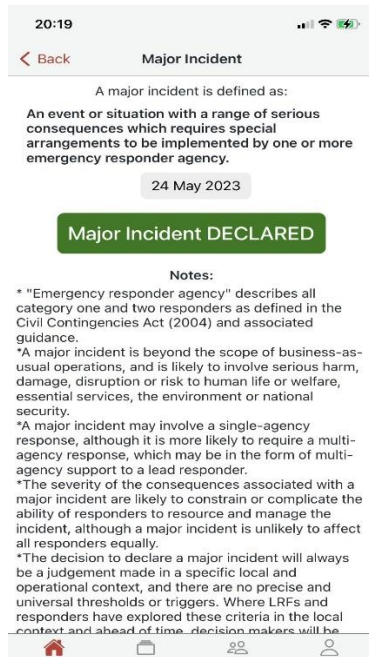 20:19
Back
Major Incident
A major incident is defined as:
An event or situation with a range of serious
consequences which requires special
arrangements to be implemented by one or more
emergency responder agency.
24 May 2023
Major Incident DECLARED
Notes:
* "Emergency responder agency" describes all
category one and two responders as defined in the
Civil Contingencies Act (2004) and associated
guidance.
*A major incident is beyond the scope of business-as-
usual operations, and is likely to involve serious harm,
damage, disruption or risk to human life or welfare,
essential services, the environment or national
security.
*A major incident may involve a single-agency
response, although it is more likely to require a multi-
agency response, which may be in the form of multi-
agency support to a lead responder.
*The severity of the consequences associated with a
major incident are likely to constrain or complicate the
ability of responders to resource and manage the
incident, although a major incident is unlikely to affect
all responders equally.
*The decision to declare a major incident will always
be a judgement made in a specific local and
operational context, and there are no precise and
universal thresholds or triggers. Where LRFs and
responders have explored these criteria in the local
context and ahead of time, decision makers will be